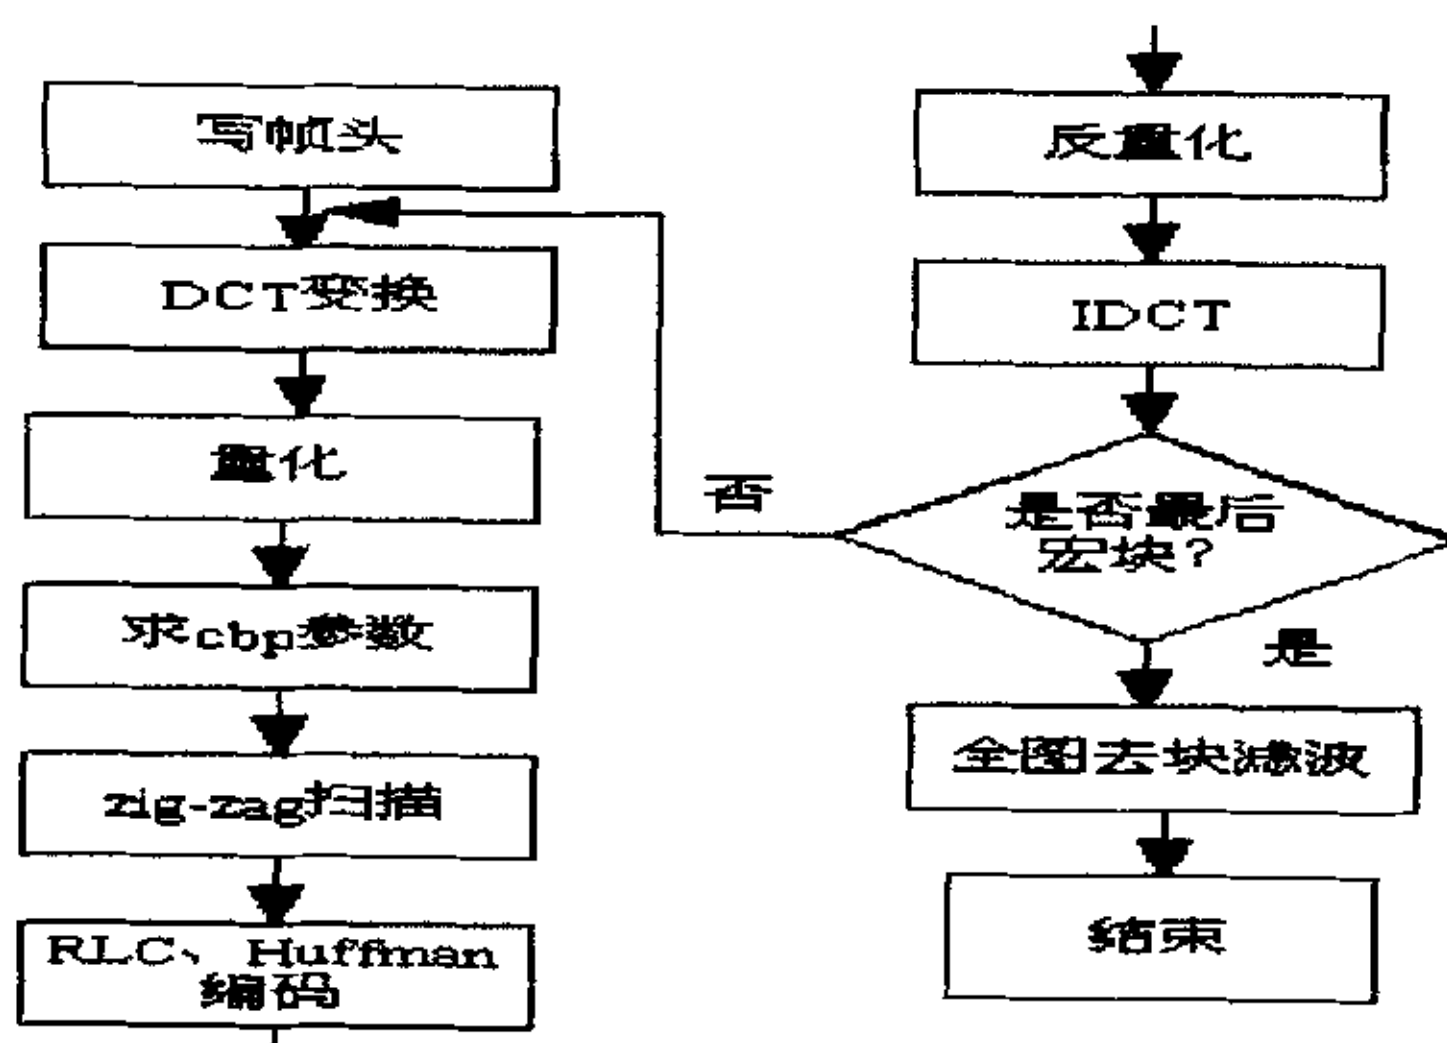 写帧头
DCT变换
量化
求cbp参数
zig-zag扫描
RLC、Huffman
编码
反量化
IDCT
是否最后
宏块?
否
是
全图去块滤波
结束